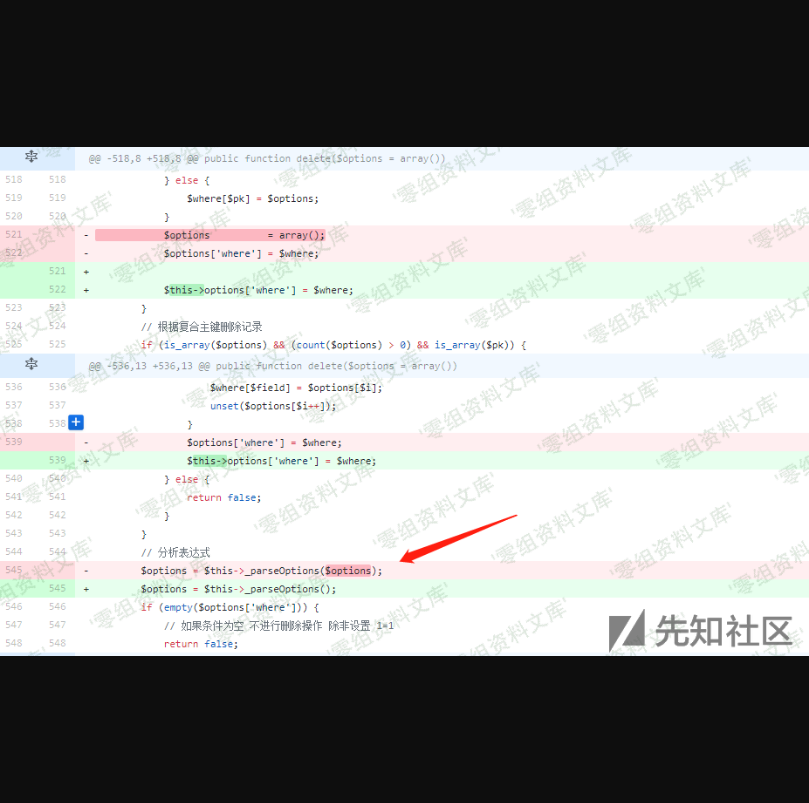 @@ -518,8 +518,8 @@ public function delete($options = array())
518 518 } else {
519 519 $where[$pk] = $options;
520 520 }
521 - $options = array();
522 - $options['where'] = $where;
521 +
522 + $this->options['where'] = $where;
523 523 }
524 524 // 根据复合主键删除记录
525 525 if (is_array($options) && (count($options) > 0) && is_array($pk)) {
@@ -536,13 +536,13 @@ public function delete($options = array())
536 536 $where[$field] = $options[$i];
537 537 unset($options[$i++]);
538 538 }
539 - $options['where'] = $where;
539 + $this->options['where'] = $where;
540 540 } else {
541 541 return false;
542 542 }
543 543 }
544 544 // 分析表达式
545 - $options = $this->_parseOptions($options);
545 + $options = $this->_parseOptions();
546 546 if (empty($options['where'])) {
547 547 // 如果条件为空 不进行删除操作 除非设置 1=1
548 548 return false;
先知社区
'零组资料文库'